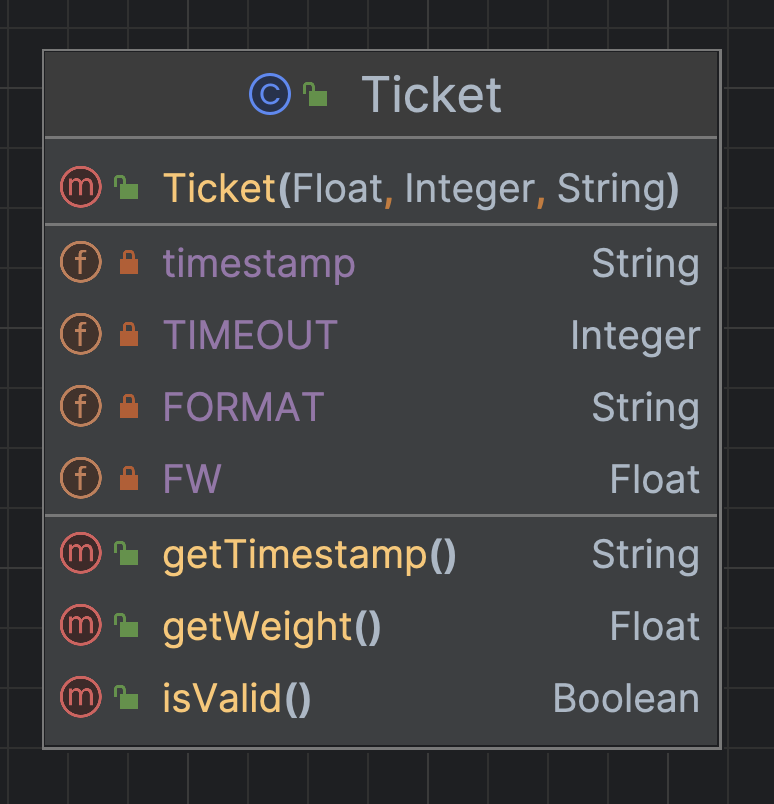 Ticket
Ticket(Float, Integer, String)
timestamp String
TIMEOUT Integer
FORMAT String
FW Float
getTimestamp() String
getWeight() Float
isValid() Boolean